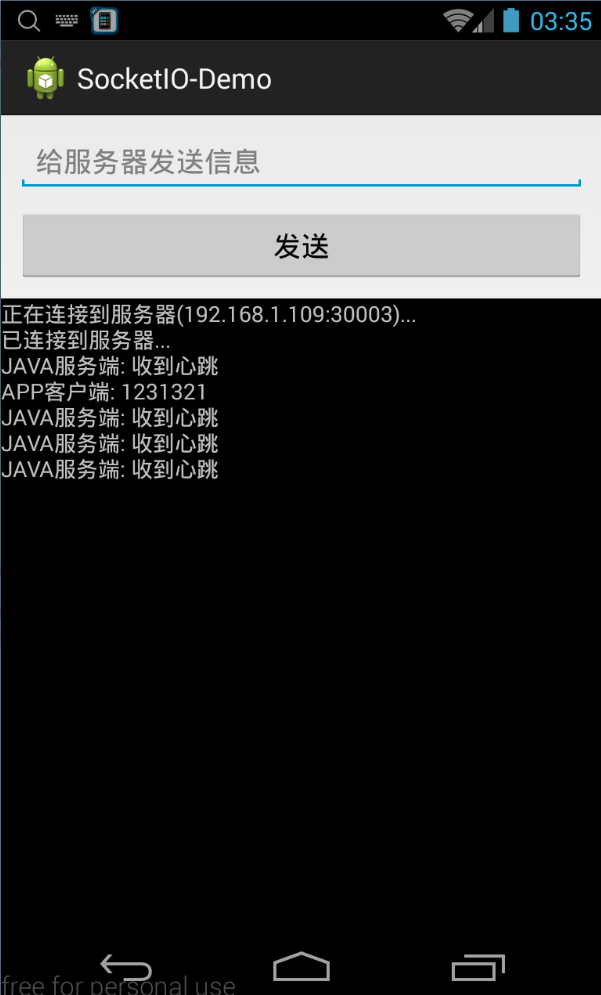 03:35
SocketIO-Demo
给服务器发送信息
发送
正在连接到服务器(192.168.1.109:30003)...
已连接到服务器...
JAVA服务端: 收到心跳
APP客户端: 1231321
JAVA服务端: 收到心跳
JAVA服务端: 收到心跳
JAVA服务端: 收到心跳
free for personal use